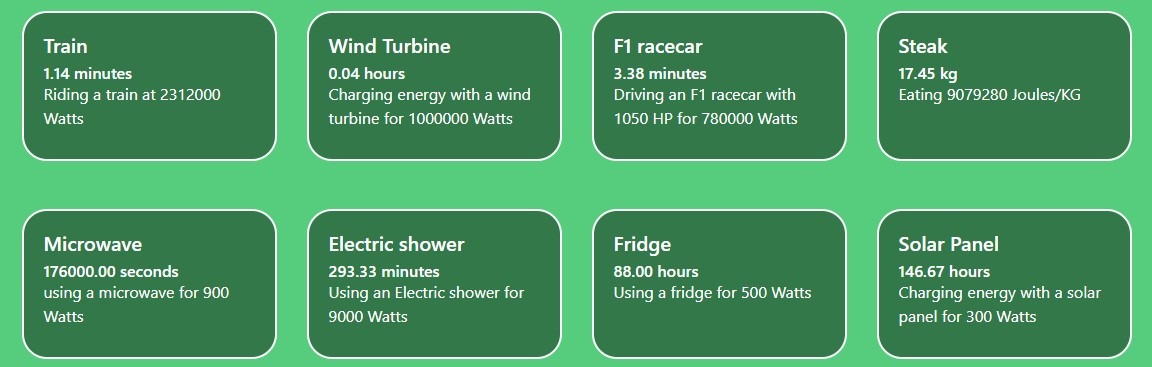 Train
1.14 minutes
Riding a train at 2312000
Watts
Wind Turbine
0.04 hours
Charging energy with a wind
turbine for 1000000 Watts
F1 racecar
3.38 minutes
Driving an F1 racecar with
1050 HP for 780000 Watts
Steak
17.45 kg
Eating 9079280 Joules/KG
Microwave
176000.00 seconds
using a microwave for 900
Watts
Electric shower
293.33 minutes
Using an Electric shower for
9000 Watts
Fridge
88.00 hours
Using a fridge for 500 Watts
Solar Panel
146.67 hours
Charging energy with a solar
panel for 300 Watts